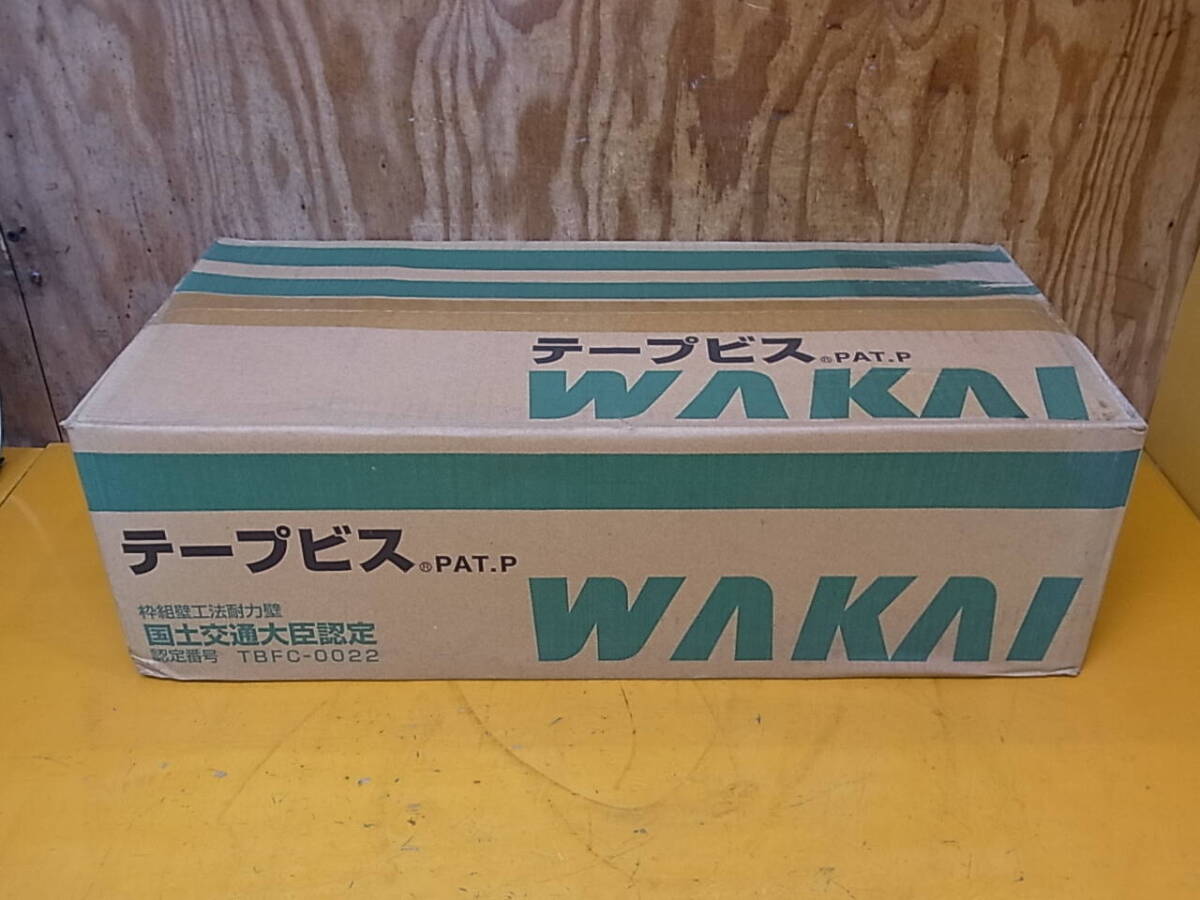 テープビス®PAT.P
WAKAI
テープビス®PAT.P
WAKAI
枠組壁工法耐力壁
国土交通大臣認定
認定番号 TBFC-0022